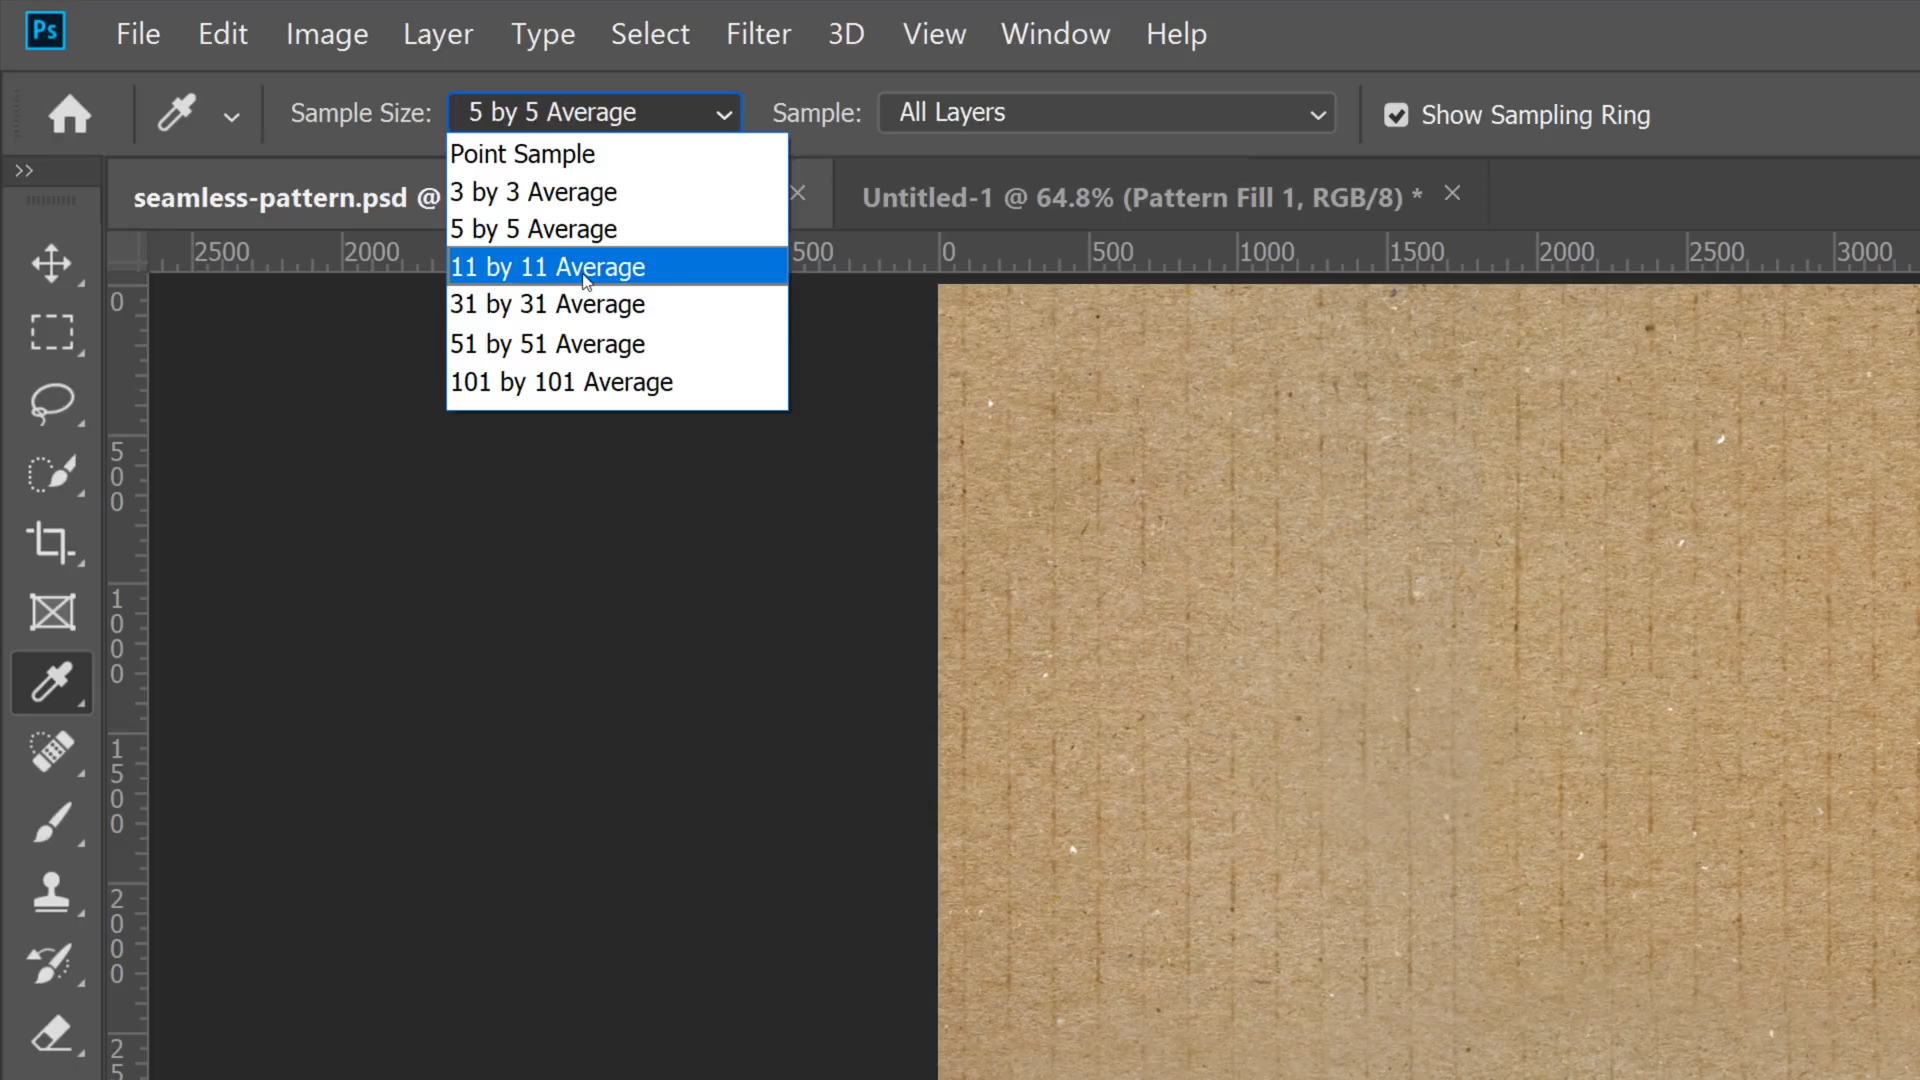 Ps File Edit Image Layer Type Select Filter 3D View Window Help
Sample Size: 5 by 5 Average Sample: All Layers Show Sampling Ring
Point Sample
3 by 3 Average
5 by 5 Average
11 by 11 Average
31 by 31 Average
51 by 51 Average
101 by 101 Average
seamless-pattern.psd @ Untitled-1 @ 64.8% (Pattern Fill 1, RGB/8) *
2500 2000 500 0 500 1000 1500 2000 2500 3000
0
500
1000
1500
2000
25